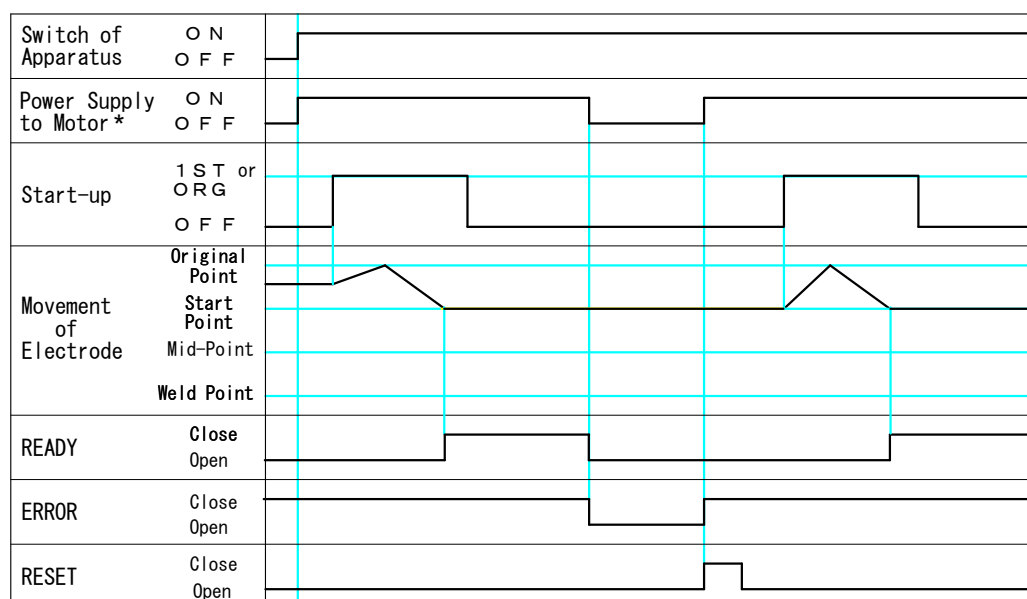 Switch of
Apparatus
ON
OFF
Power Supply
to Motor*
ON
OFF
Start-up
1ST or
ORG
OFF
Movement
of
Electrode
Original
Point
Start
Point
Mid-Point
Weld Point
READY
Close
Open
ERROR
Close
Open
RESET
Close
Open